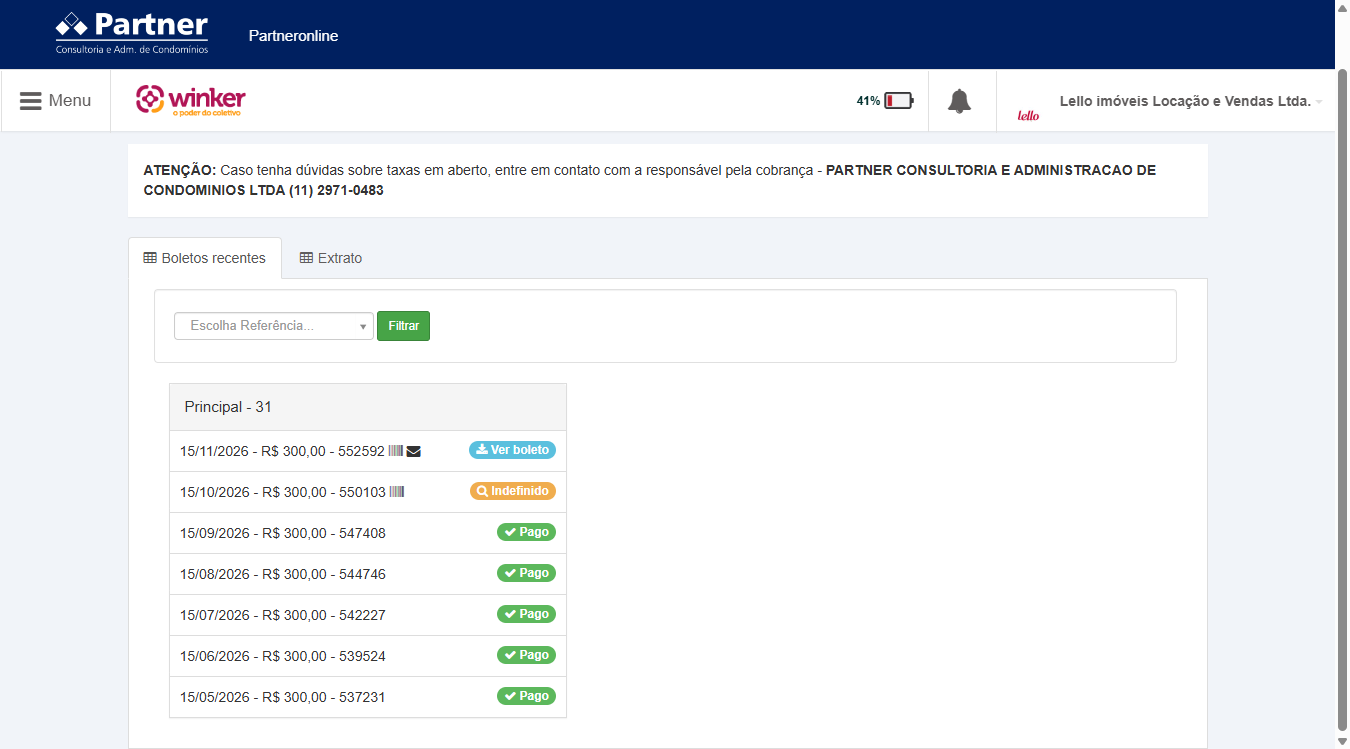 Partner
Consultoria e Adm. de Condomínios
Partneronline
Menu
winker
o poder do coletivo
41%
lello
Lello imóveis Locação e Vendas Ltda.
ATENÇÃO: Caso tenha dúvidas sobre taxas em aberto, entre em contato com a responsável pela cobrança - PARTNER CONSULTORIA E ADMINISTRACAO DE
CONDOMINIOS LTDA (11) 2971-0483
Boletos recentes
Extrato
Escolha Referência...
Filtrar
Principal - 31
15/11/2026 - R$ 300,00 - 552592 Ver boleto
15/10/2026 - R$ 300,00 - 550103 Indefinido
15/09/2026 - R$ 300,00 - 547408 Pago
15/08/2026 - R$ 300,00 - 544746 Pago
15/07/2026 - R$ 300,00 - 542227 Pago
15/06/2026 - R$ 300,00 - 539524 Pago
15/05/2026 - R$ 300,00 - 537231 Pago